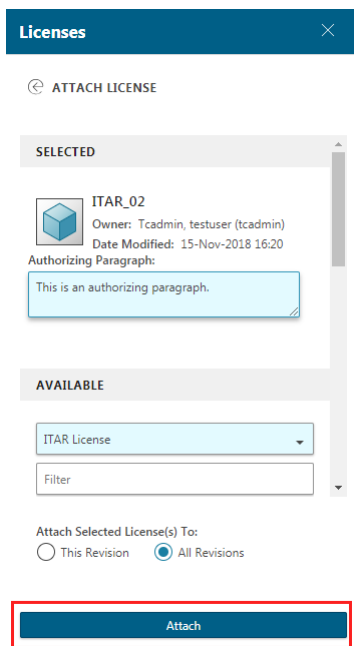 Licenses
ATTACH LICENSE
SELECTED
ITAR_02
Owner: Tcadmin, testuser (tcadmin)
Date Modified: 15-Nov-2018 16:20
Authorizing Paragraph:
This is an authorizing paragraph.
AVAILABLE
ITAR License
Filter
Attach Selected License(s) To:
This Revision All Revisions
Attach